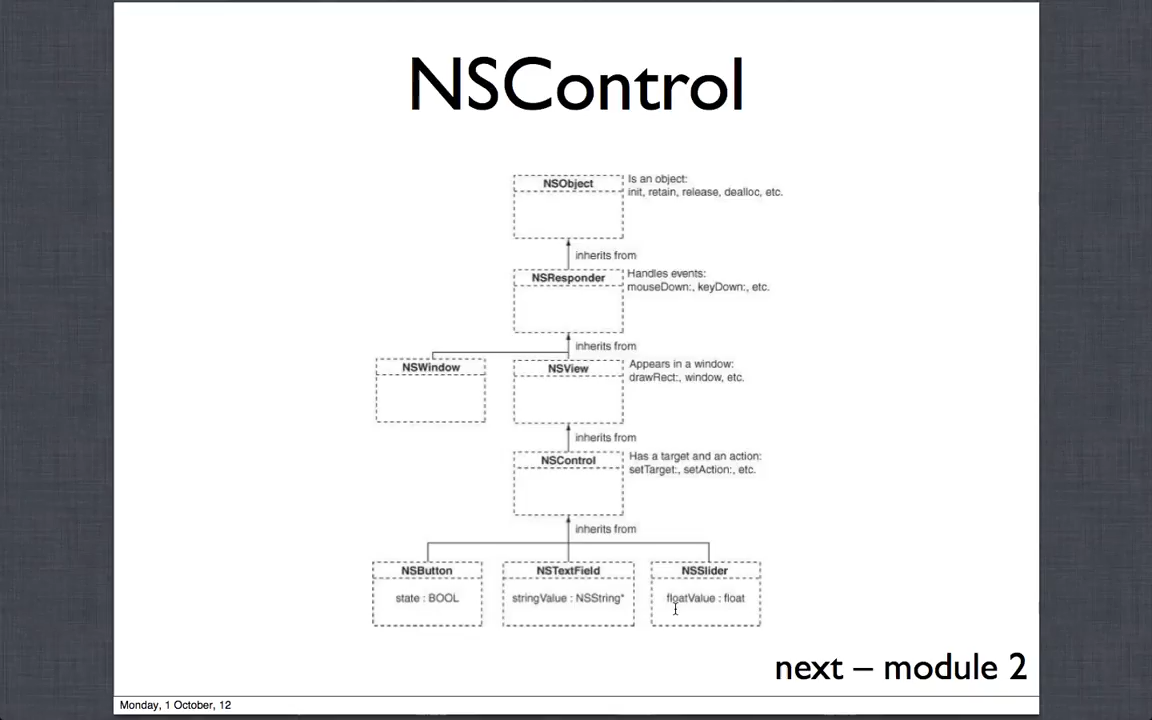 NSControl
NSObject
Is an object:
init, retain, release, dealloc, etc.
inherits from
NSResponder
Handles events:
mouseDown:, keyDown:, etc.
inherits from
NSWindow
NSView
Appears in a window:
drawRect:, window, etc.
inherits from
NSControl
Has a target and an action:
setTarget:, setAction:, etc.
inherits from
NSButton
NSTextField
NSSlider
state : BOOL
stringValue : NSString*
floatValue : float
next – module 2
Monday, 1 October, 12